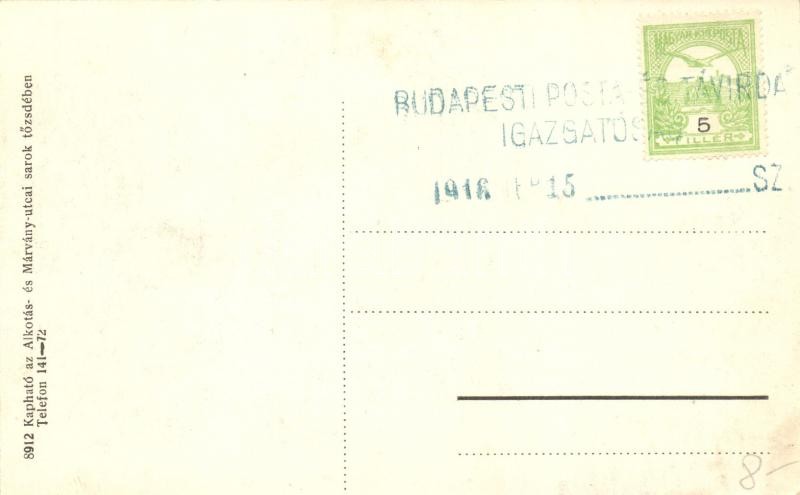 8912 Kapható az Alkotás- és Márvány-utcai sarok tőzsdében
Telefon 141—72
MAGYAR KIR. POSTA
5
FILLÉR
BUDAPESTI POSTA ÉS TÁVIRDA
IGAZGATÓS
1916 15 SZ
8-